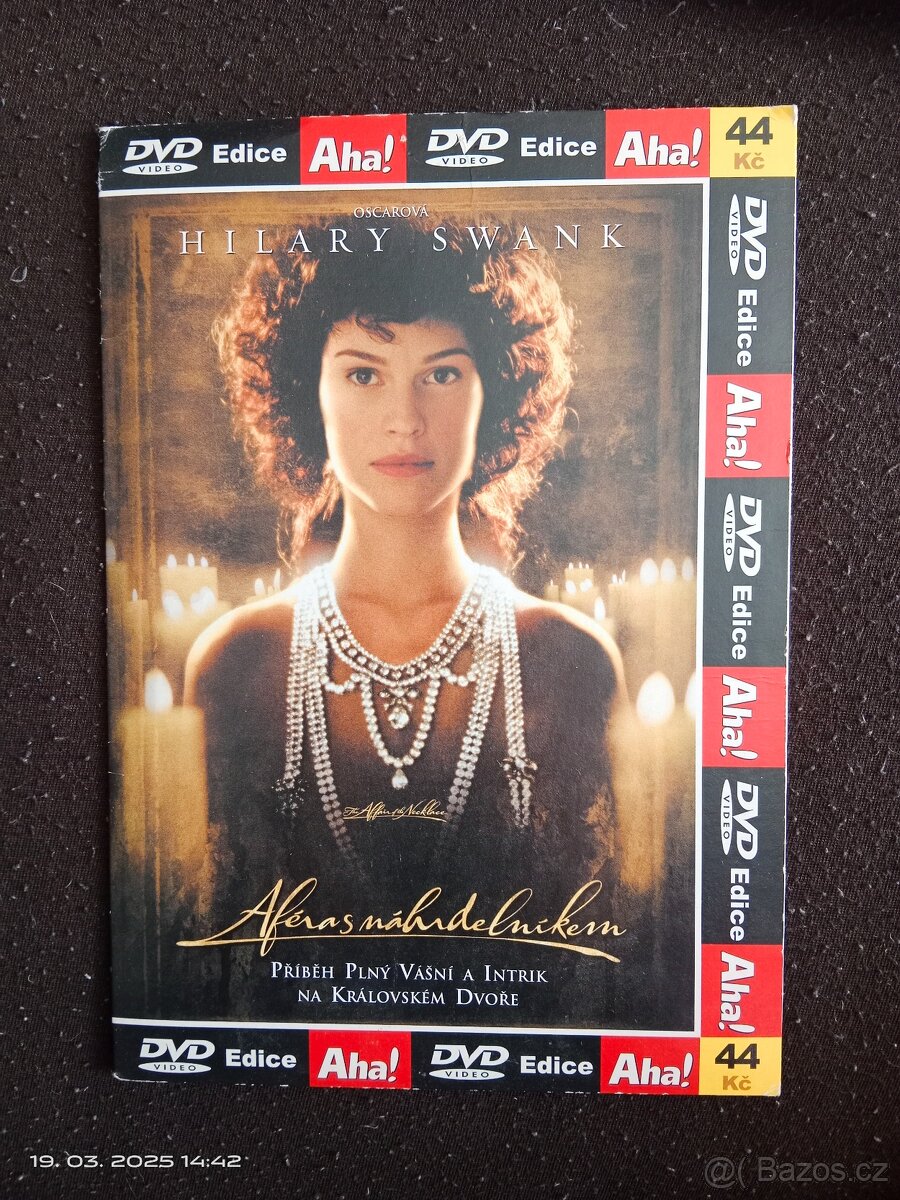 DVD VIDEO Edice Aha! DVD VIDEO Edice Aha! 44 Kč
OSCAROVÁ
HILARY SWANK
DVD VIDEO Edice Aha!
DVD VIDEO Edice Aha!
DVD VIDEO Edice Aha!
The Affair of the Necklace
Aféra s náhrdelníkem
PŘÍBĚH PLNÝ VÁŠNÍ A INTRIK
NA KRÁLOVSKÉM DVOŘE
DVD VIDEO Edice Aha! DVD VIDEO Edice Aha! 44 Kč
19. 03. 2025 14:42
@( Bazos.cz